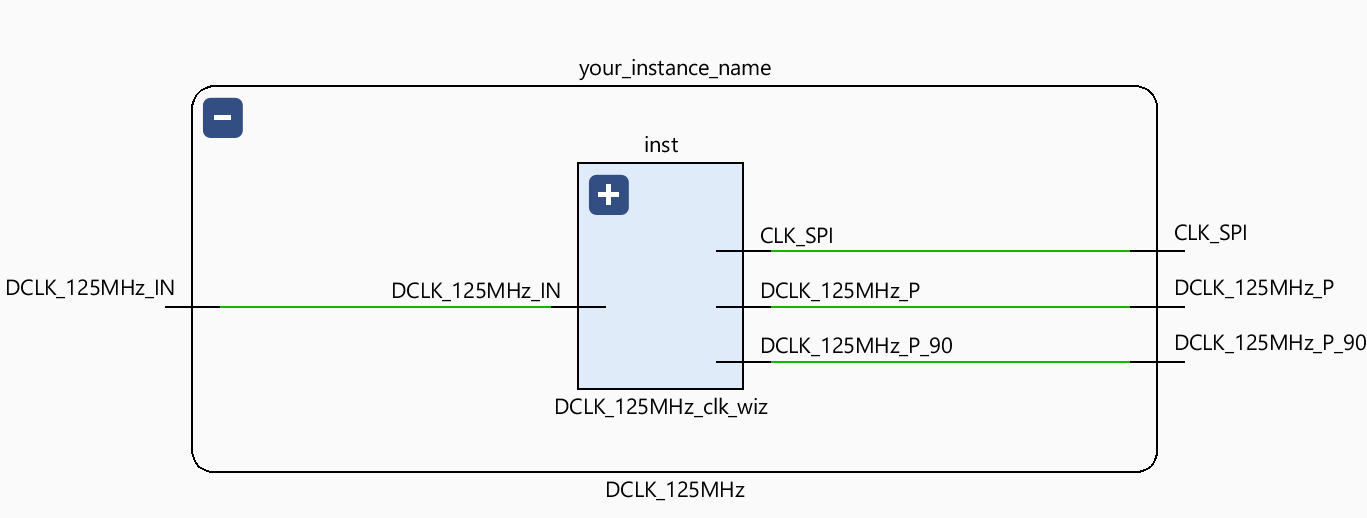 your_instance_name
inst
CLK_SPI
CLK_SPI
DCLK_125MHz_IN
DCLK_125MHz_IN
DCLK_125MHz_P
DCLK_125MHz_P
DCLK_125MHz_P_90
DCLK_125MHz_P_90
DCLK_125MHz_clk_wiz
DCLK_125MHz